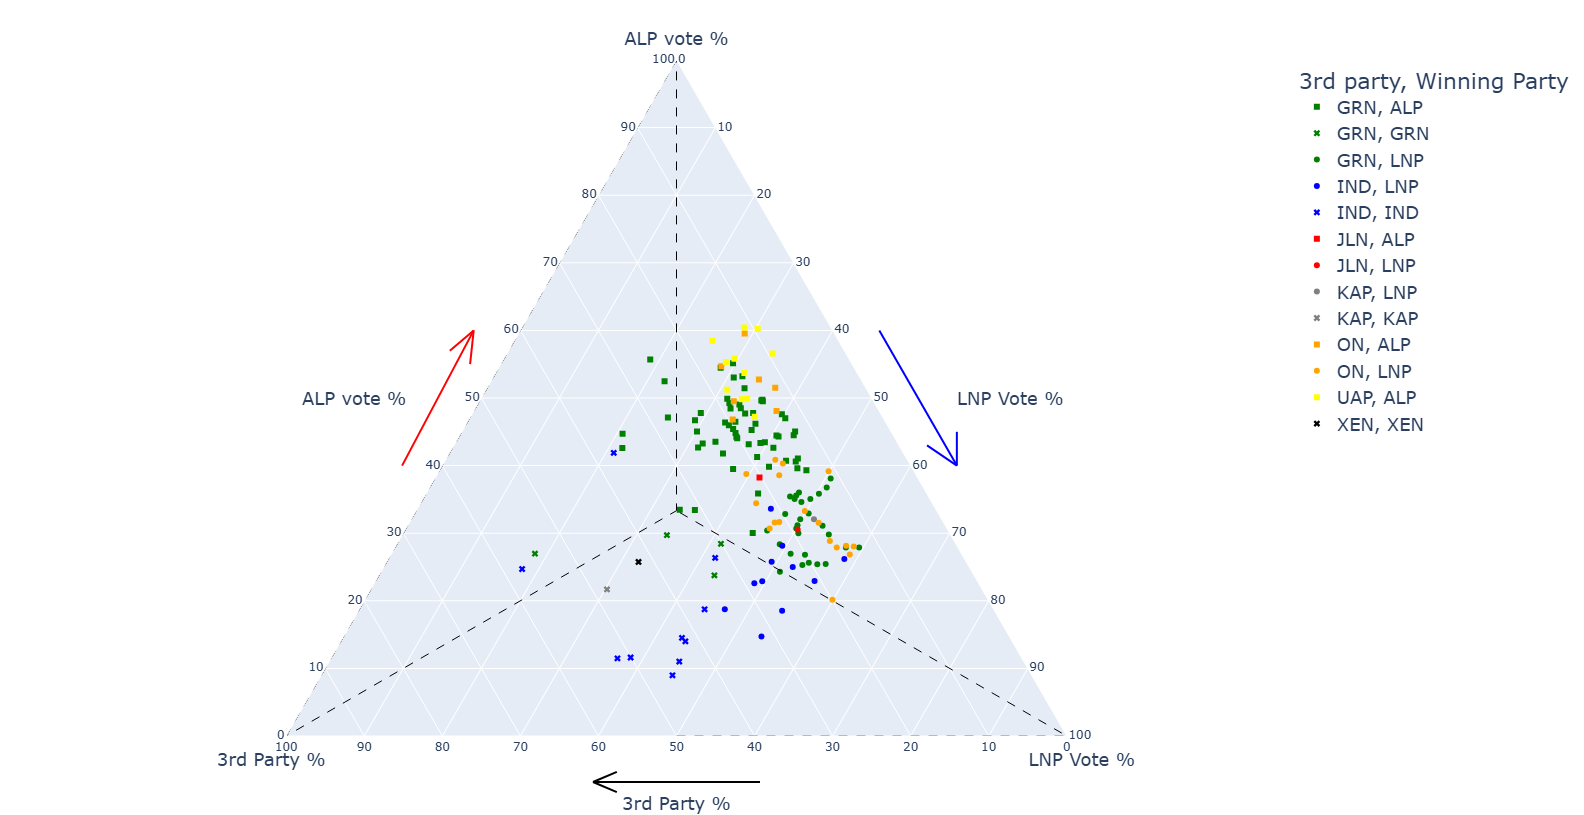 ALP vote %
100.0
3rd party, Winning Party
GRN, ALP
GRN, GRN
GRN, LNP
IND, LNP
IND, IND
JLN, ALP
JLN, LNP
KAP, LNP
KAP, KAP
ON, ALP
ON, LNP
UAP, ALP
XEN, XEN
90 10
80 20
70 30
60 40
ALP vote % 50 50 LNP Vote %
40 60
30 70
20 80
10 90
0 100
100 90 80 70 60 50 40 30 20 10 0
3rd Party % LNP Vote %
3rd Party %